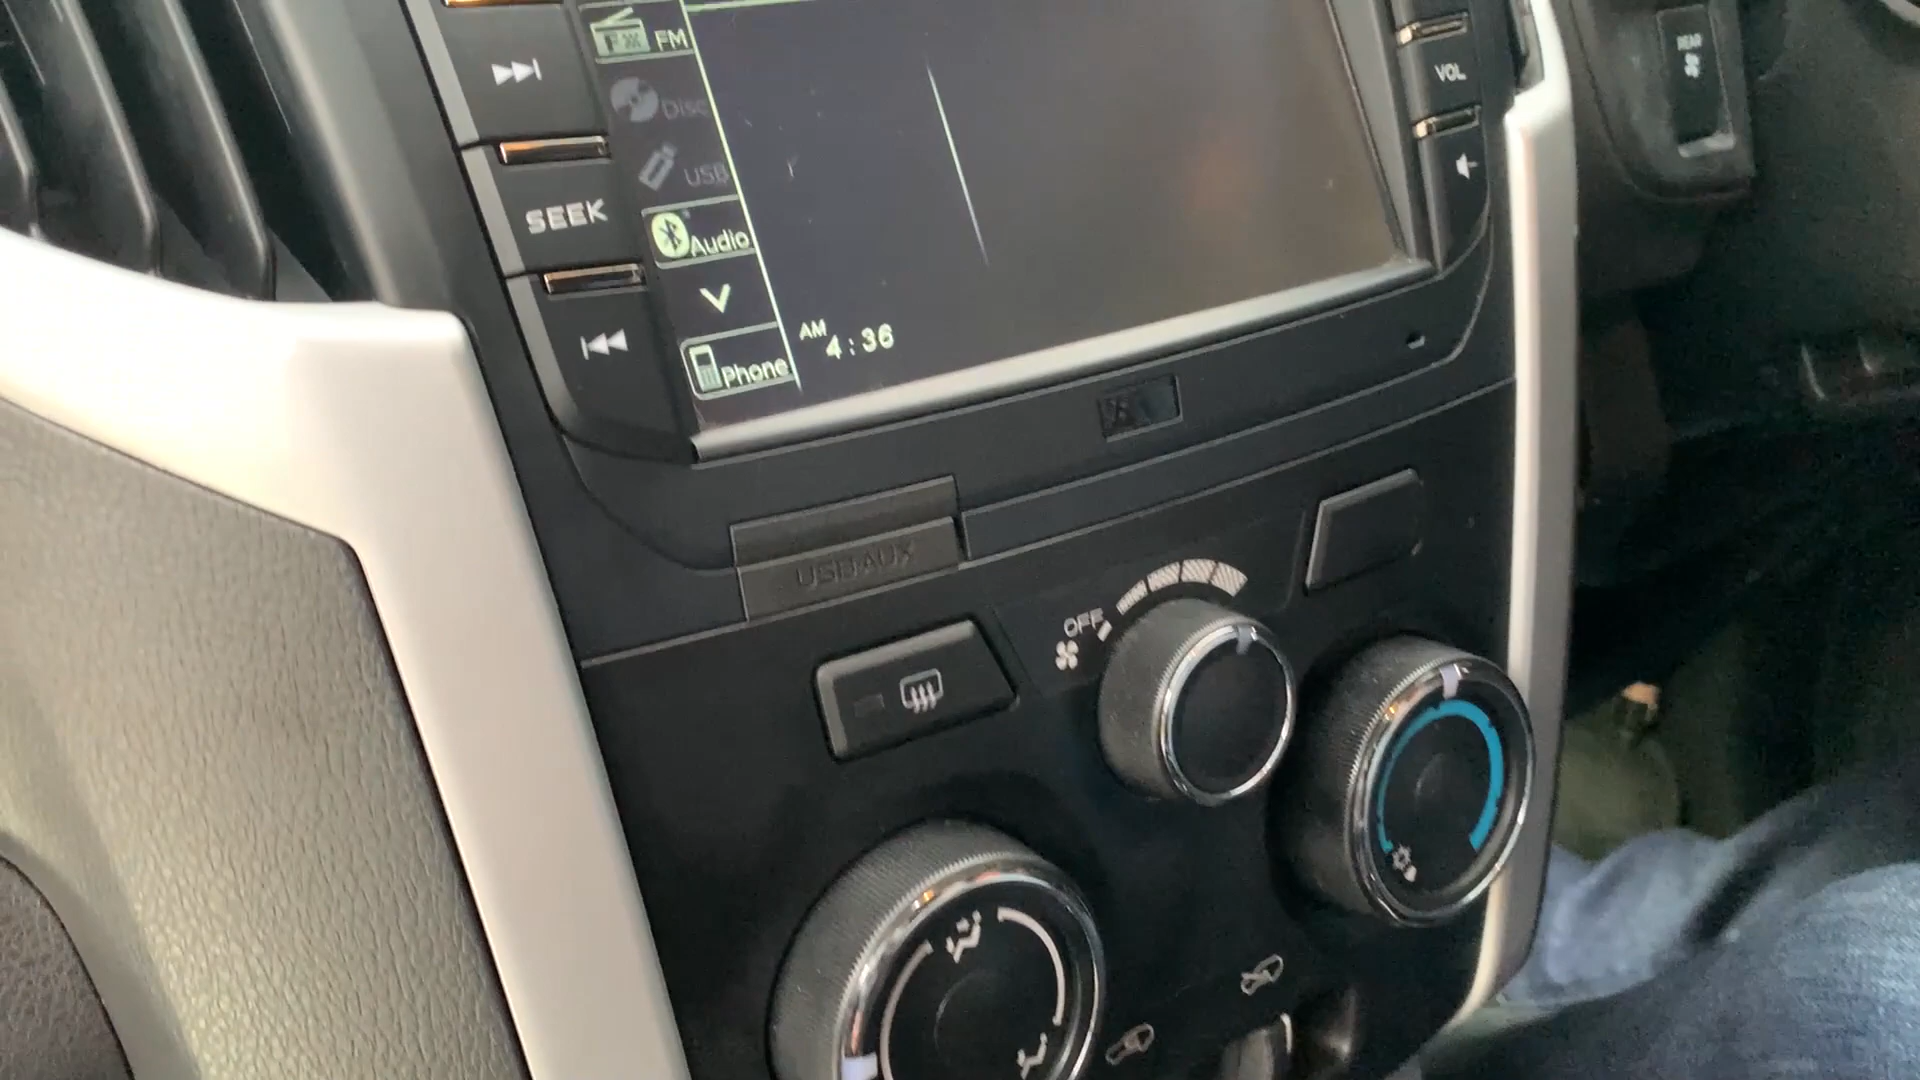 FM
VOL
REAR
Disc
USB
SEEK
Audio
AM
4:36
Phone
USB AUX
OFF